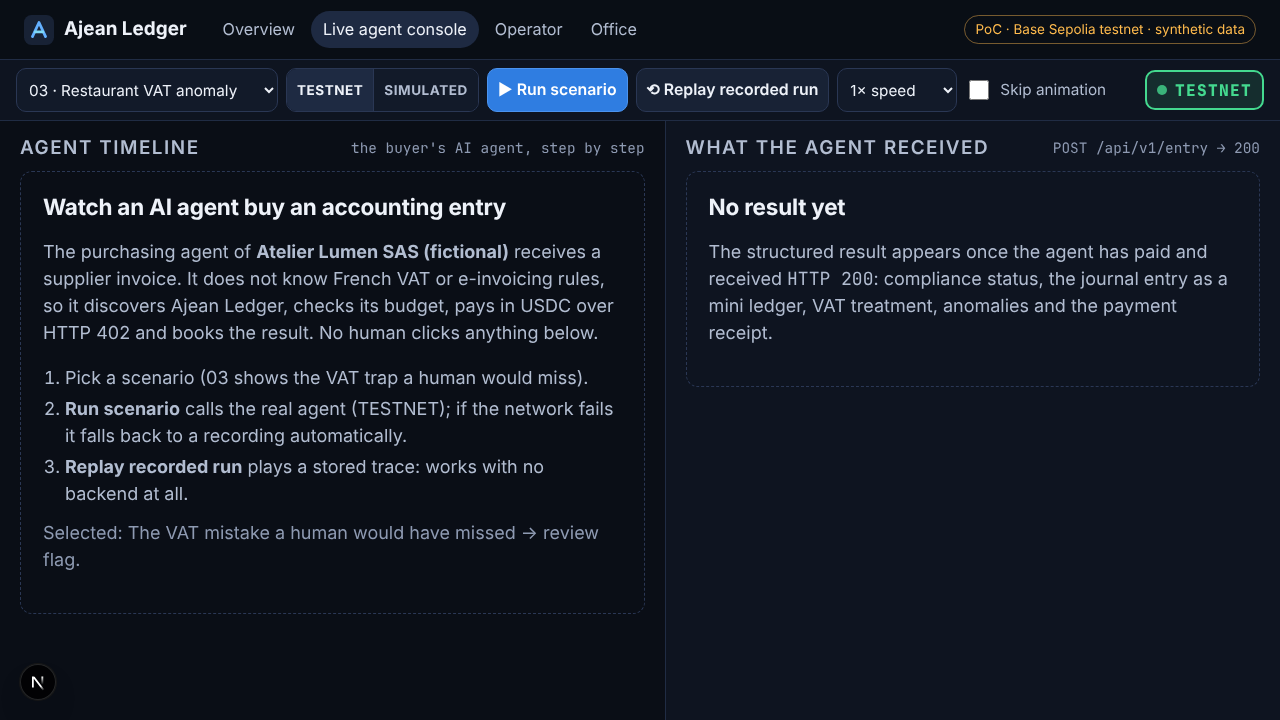 Ajean Ledger
Overview
Live agent console
Operator
Office
PoC · Base Sepolia testnet · synthetic data
03 · Restaurant VAT anomaly
TESTNET
SIMULATED
▶ Run scenario
⟲ Replay recorded run
1× speed
Skip animation
TESTNET
AGENT TIMELINE
the buyer's AI agent, step by step
Watch an AI agent buy an accounting entry
The purchasing agent of Atelier Lumen SAS (fictional) receives a
supplier invoice. It does not know French VAT or e-invoicing rules,
so it discovers Ajean Ledger, checks its budget, pays in USDC over
HTTP 402 and books the result. No human clicks anything below.
1. Pick a scenario (03 shows the VAT trap a human would miss).
2. Run scenario calls the real agent (TESTNET); if the network fails
it falls back to a recording automatically.
3. Replay recorded run plays a stored trace: works with no
backend at all.
Selected: The VAT mistake a human would have missed → review
flag.
WHAT THE AGENT RECEIVED
POST /api/v1/entry → 200
No result yet
The structured result appears once the agent has paid and
received HTTP 200: compliance status, the journal entry as a
mini ledger, VAT treatment, anomalies and the payment
receipt.